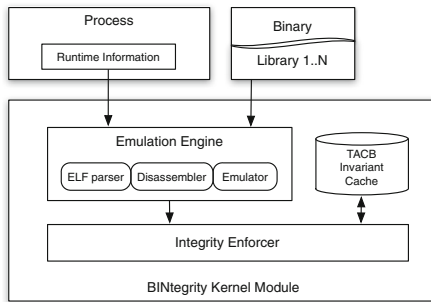 Process
Runtime Information
Binary
Library 1..N
Emulation Engine
ELF parser
Disassembler
Emulator
TACB
Invariant
Cache
Integrity Enforcer
BINtegrity Kernel Module